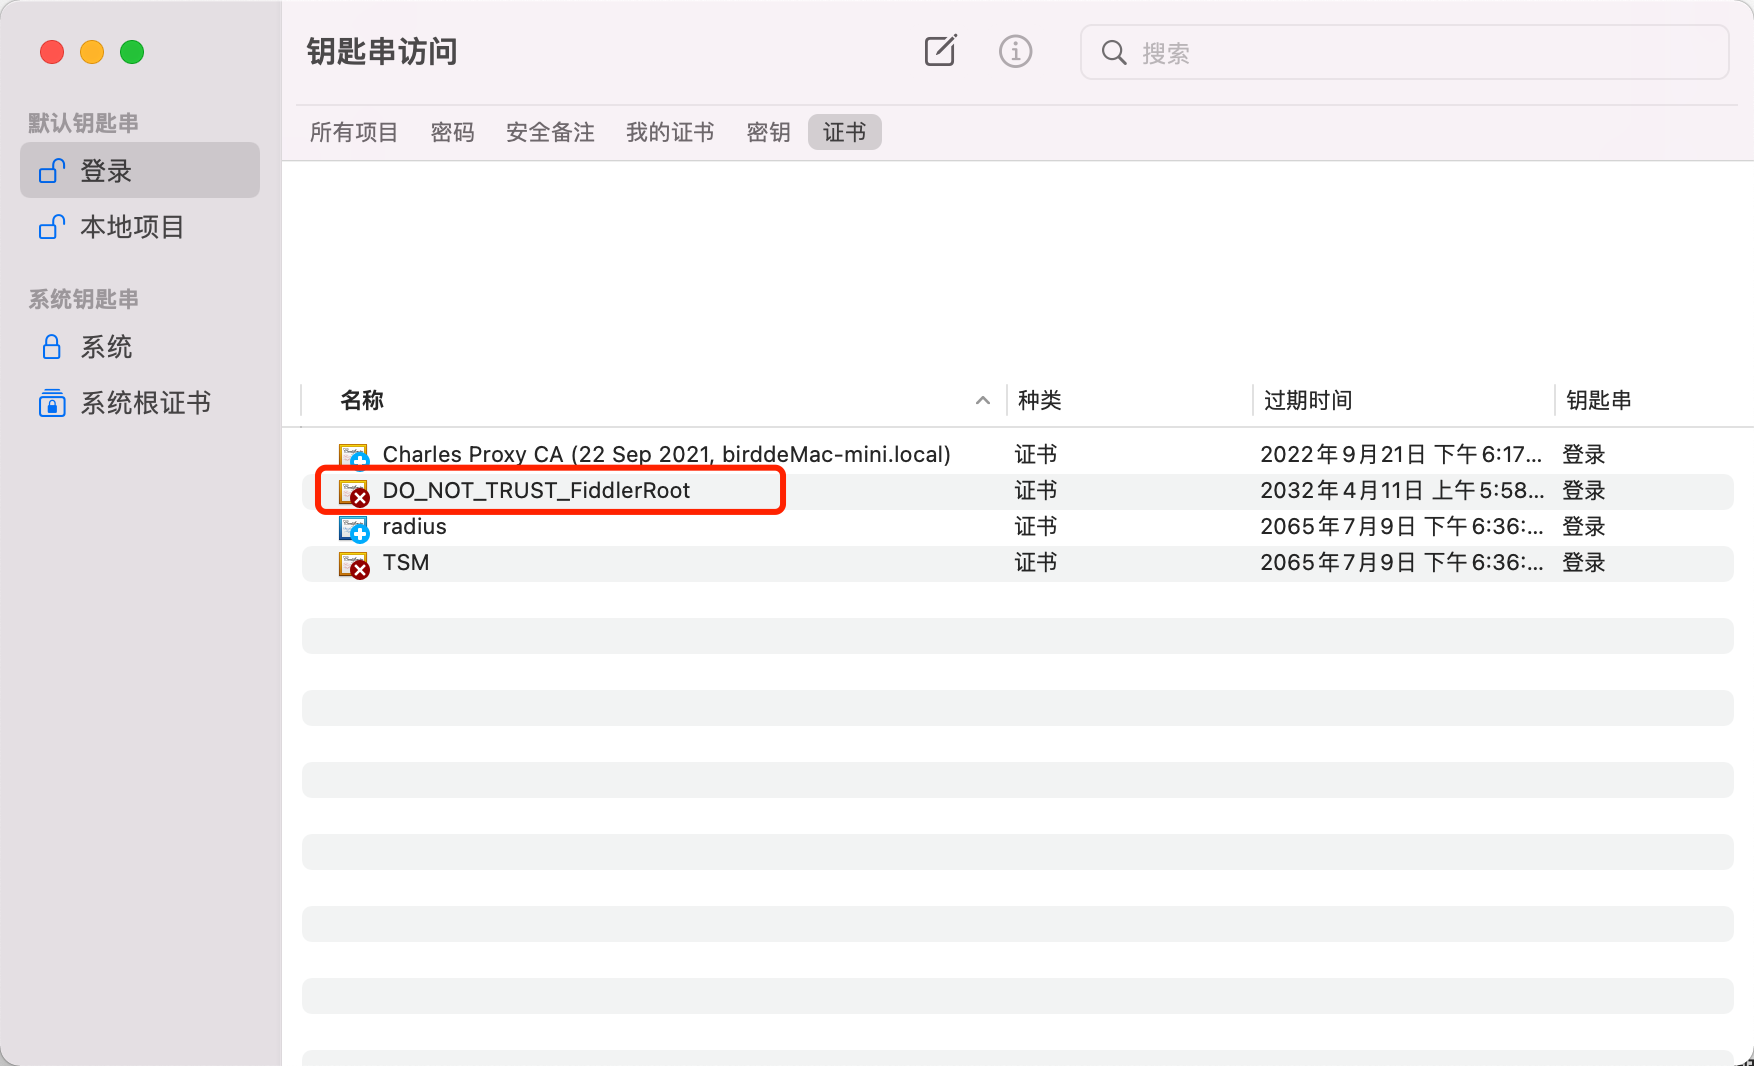 钥匙串访问
搜索
默认钥匙串
登录
本地项目
系统钥匙串
系统
系统根证书
所有项目 密码 安全备注 我的证书 密钥 证书
名称 种类 过期时间 钥匙串
Charles Proxy CA (22 Sep 2021, birddeMac-mini.local) 证书 2022年9月21日 下午6:17... 登录
DO_NOT_TRUST_FiddlerRoot 证书 2032年4月11日 上午5:58... 登录
radius 证书 2065年7月9日 下午6:36:... 登录
TSM 证书 2065年7月9日 下午6:36:... 登录